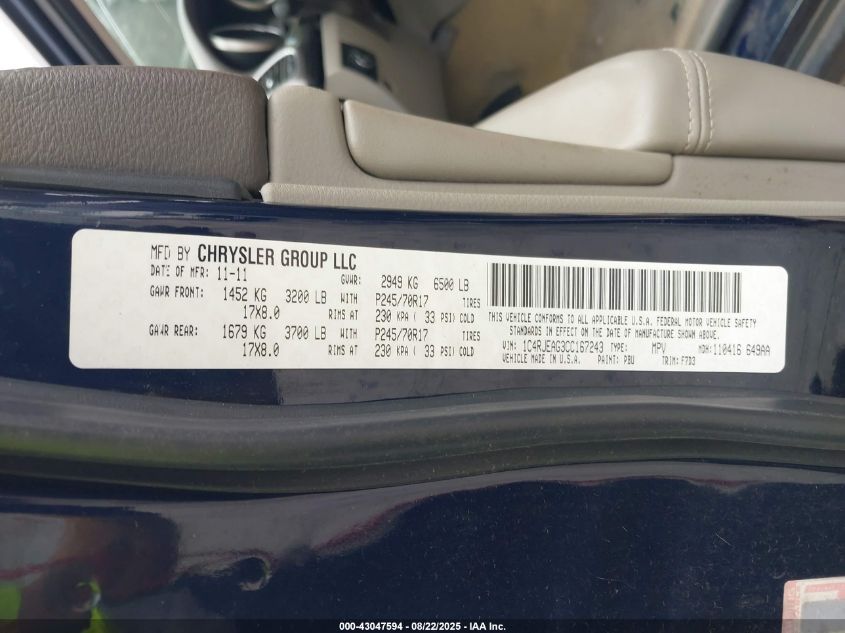 MFD BY CHRYSLER GROUP LLC
DATE OF MFR: 11-11 GVWR: 2949 KG 6500 LB
GAWR FRONT: 1452 KG 3200 LB WITH P245/70R17 TIRES
17X8.0 RIMS AT 230 KPA ( 33 PSI) COLD
GAWR REAR: 1679 KG 3700 LB WITH P245/70R17 TIRES
17X8.0 RIMS AT 230 KPA ( 33 PSI) COLD
THIS VEHICLE CONFORMS TO ALL APPLICABLE U.S.A. FEDERAL MOTOR VEHICLE SAFETY
STANDARDS IN EFFECT ON THE DATE OF MANUFACTURE SHOWN ABOVE.
VIN: 1C4RJEAG3CC167243 TYPE: MPV MDH: 110416 649AA
VEHICLE MADE IN U.S.A. PAINT: PBU TRIM: F7D3
000-43047594 - 08/22/2025 - IAA Inc.